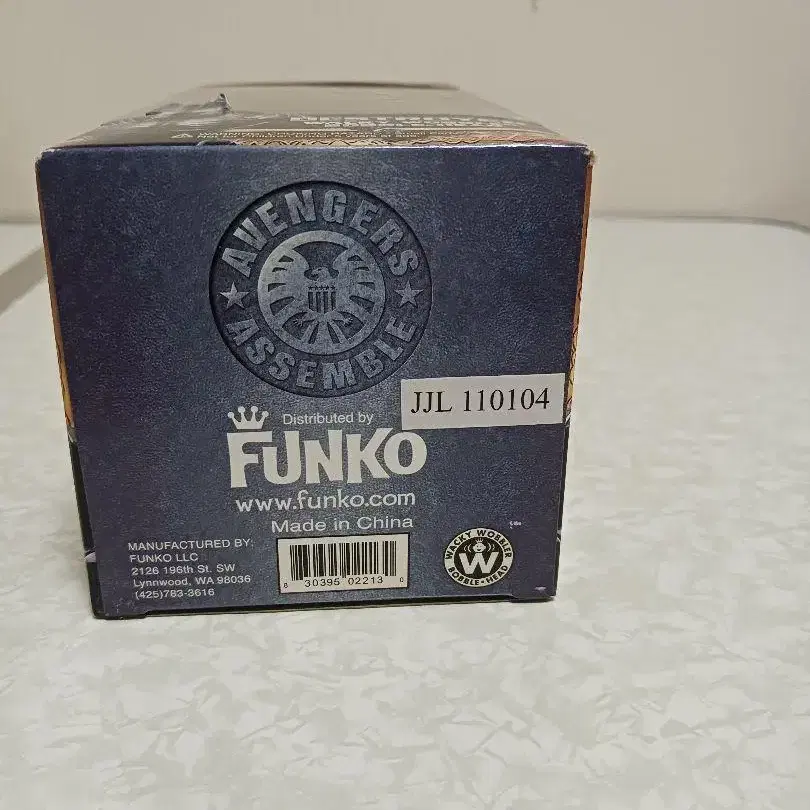 AVENGERS
ASSEMBLE
JJL 110104
Distributed by
FUNKO
www.funko.com
Made in China
MANUFACTURED BY:
FUNKO LLC
2126 196th St. SW
Lynnwood, WA 98036
(425)783-3616
8 30395 02213 0
WACKY WOBBLER
W
BOBBLE-HEAD